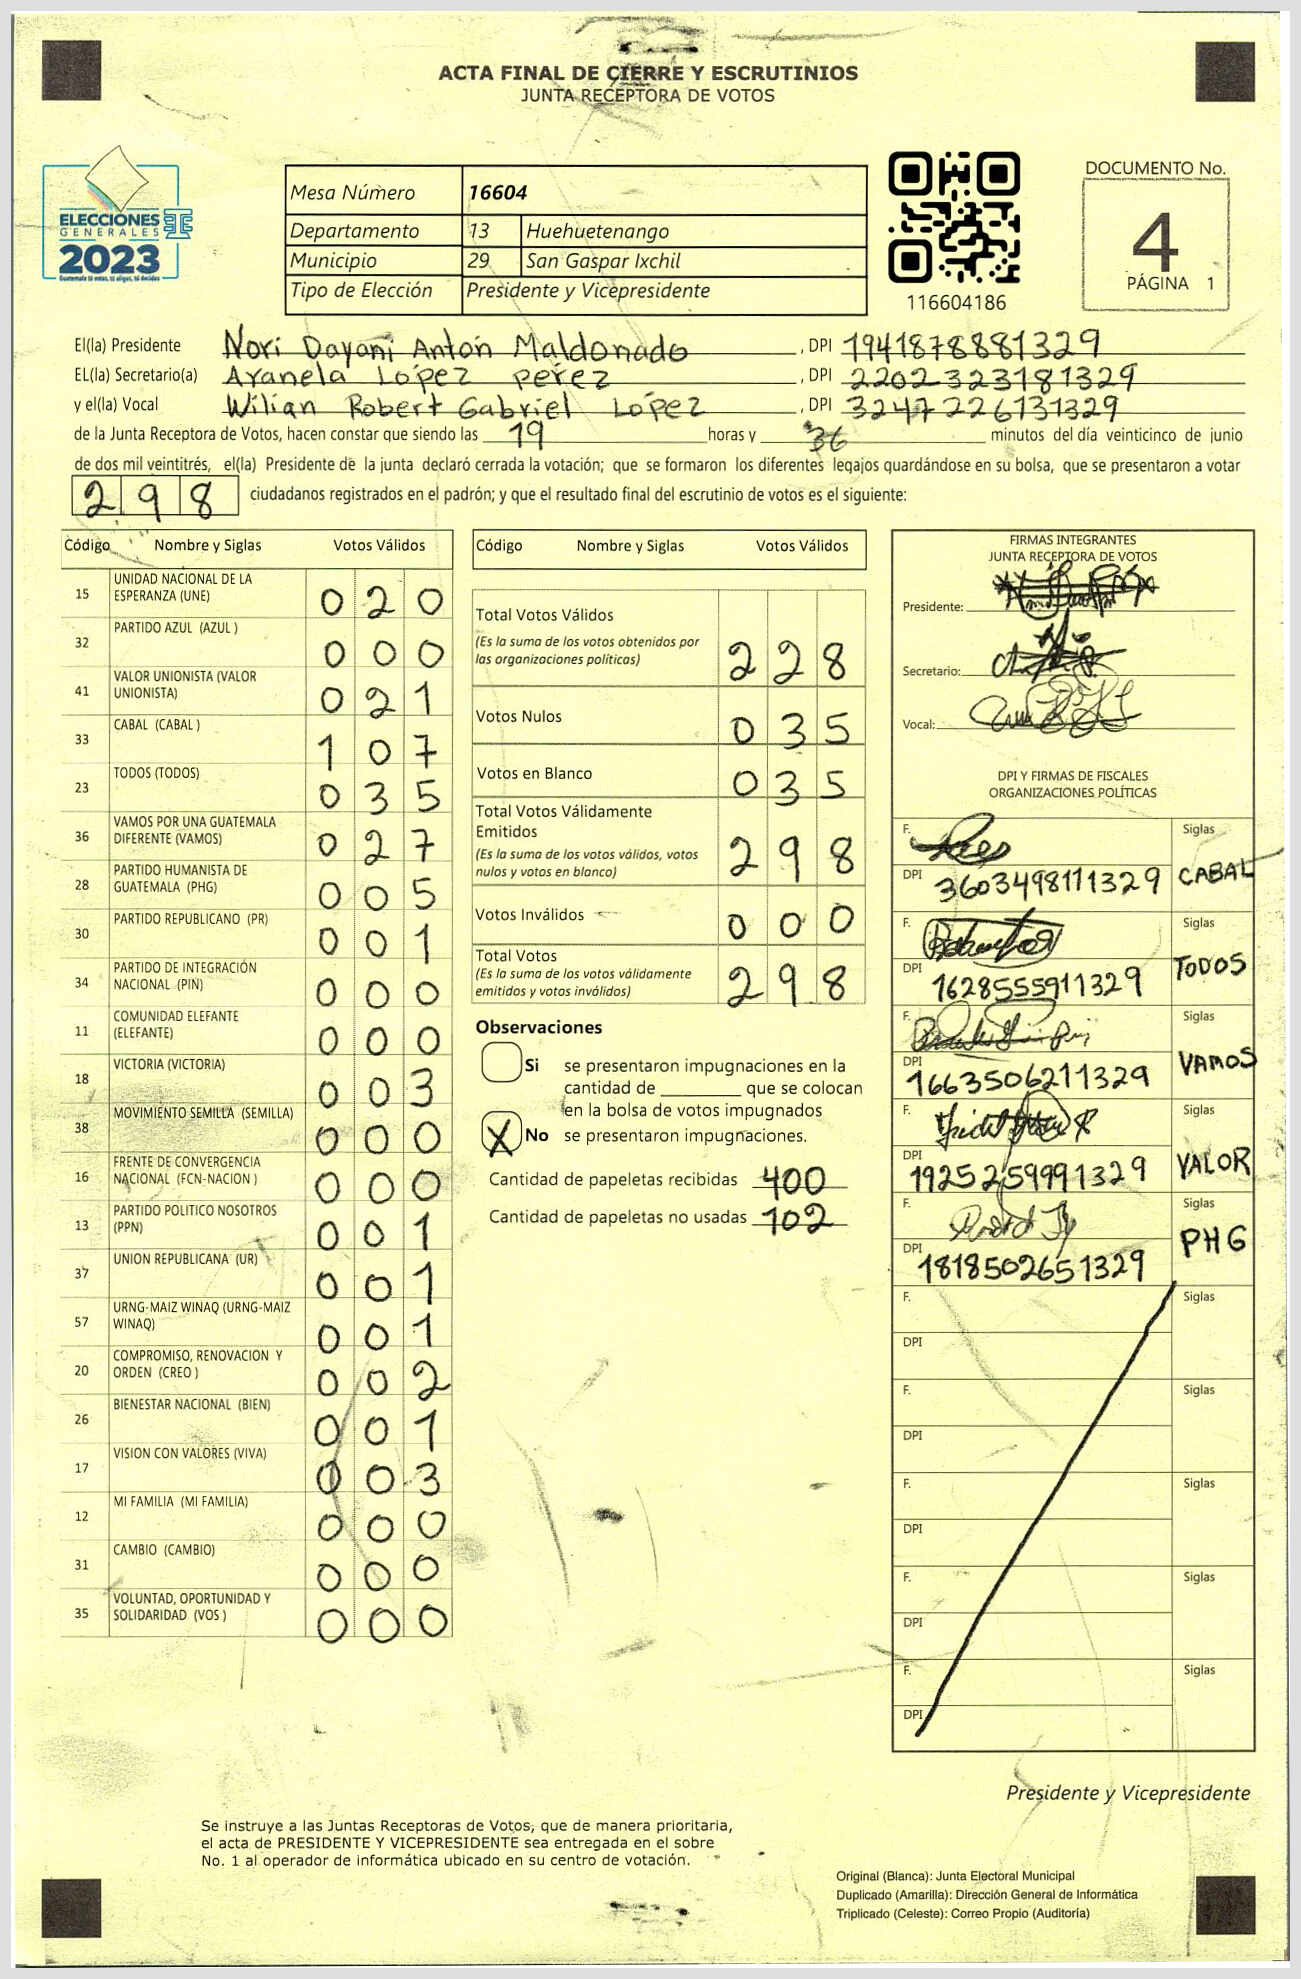 ACTA FINAL DE CIERRE Y ESCRUTINIOS
JUNTA RECEPTORA DE VOTOS
ELECCIONES
GENERALES
2023
Guatemala tú votas, tú eliges, tú decides
Mesa Número 16604
Departamento 13 Huehuetenango
Municipio 29 San Gaspar Ixchil
Tipo de Elección Presidente y Vicepresidente
116604186
DOCUMENTO No.
4
PÁGINA 1
El(la) Presidente Nori Dayani Anton Maldonado , DPI 1941878881329
EL(la) Secretario(a) Aranela López perez , DPI 2202323181329
y el(la) Vocal Wilian Robert Gabriel López , DPI 3247226131329
de la Junta Receptora de Votos, hacen constar que siendo las 19 horas y 36 minutos del día veinticinco de junio
de dos mil veintitrés, el(la) Presidente de la junta declaró cerrada la votación; que se formaron los diferentes legajos quardándose en su bolsa, que se presentaron a votar
298 ciudadanos registrados en el padrón; y que el resultado final del escrutinio de votos es el siguiente:
Código Nombre y Siglas Votos Válidos
15 UNIDAD NACIONAL DE LA ESPERANZA (UNE) 020
32 PARTIDO AZUL (AZUL ) 000
41 VALOR UNIONISTA (VALOR UNIONISTA) 021
33 CABAL (CABAL ) 107
23 TODOS (TODOS) 035
36 VAMOS POR UNA GUATEMALA DIFERENTE (VAMOS) 027
28 PARTIDO HUMANISTA DE GUATEMALA (PHG) 005
30 PARTIDO REPUBLICANO (PR) 001
34 PARTIDO DE INTEGRACIÓN NACIONAL (PIN) 000
11 COMUNIDAD ELEFANTE (ELEFANTE) 000
18 VICTORIA (VICTORIA) 003
38 MOVIMIENTO SEMILLA (SEMILLA) 000
16 FRENTE DE CONVERGENCIA NACIONAL (FCN-NACION ) 000
13 PARTIDO POLITICO NOSOTROS (PPN) 001
37 UNION REPUBLICANA (UR) 001
57 URNG-MAIZ WINAQ (URNG-MAIZ WINAQ) 001
20 COMPROMISO, RENOVACION Y ORDEN (CREO ) 002
26 BIENESTAR NACIONAL (BIEN) 001
17 VISION CON VALORES (VIVA) 003
12 MI FAMILIA (MI FAMILIA) 000
31 CAMBIO (CAMBIO) 000
35 VOLUNTAD, OPORTUNIDAD Y SOLIDARIDAD (VOS ) 000
Código Nombre y Siglas Votos Válidos
Total Votos Válidos 228
(Es la suma de los votos obtenidos por
las organizaciones políticas)
Votos Nulos 035
Votos en Blanco 035
Total Votos Válidamente
Emitidos 298
(Es la suma de los votos válidos, votos
nulos y votos en blanco)
Votos Inválidos 000
Total Votos 298
(Es la suma de los votos válidamente
emitidos y votos inválidos)
Observaciones
Si se presentaron impugnaciones en la
cantidad de ________ que se colocan
en la bolsa de votos impugnados
X No se presentaron impugnaciones.
Cantidad de papeletas recibidas 400
Cantidad de papeletas no usadas 102
FIRMAS INTEGRANTES
JUNTA RECEPTORA DE VOTOS
Presidente:
Secretario:
Vocal:
DPI Y FIRMAS DE FISCALES
ORGANIZACIONES POLÍTICAS
F. Siglas
DPI 3603498111329 CABAL
F. Siglas
DPI 1628555911329 TODOS
F. Siglas
DPI 1663506211329 VAMOS
F. Siglas
DPI 1925259991329 VALOR
F. Siglas
DPI 1818502651329 PHG
F. Siglas
DPI
F. Siglas
DPI
F. Siglas
DPI
F. Siglas
DPI
F. Siglas
DPI
Presidente y Vicepresidente
Se instruye a las Juntas Receptoras de Votos, que de manera prioritaria,
el acta de PRESIDENTE Y VICEPRESIDENTE sea entregada en el sobre
No. 1 al operador de informática ubicado en su centro de votación.
Original (Blanca): Junta Electoral Municipal
Duplicado (Amarilla): Dirección General de Informática
Triplicado (Celeste): Correo Propio (Auditoría)